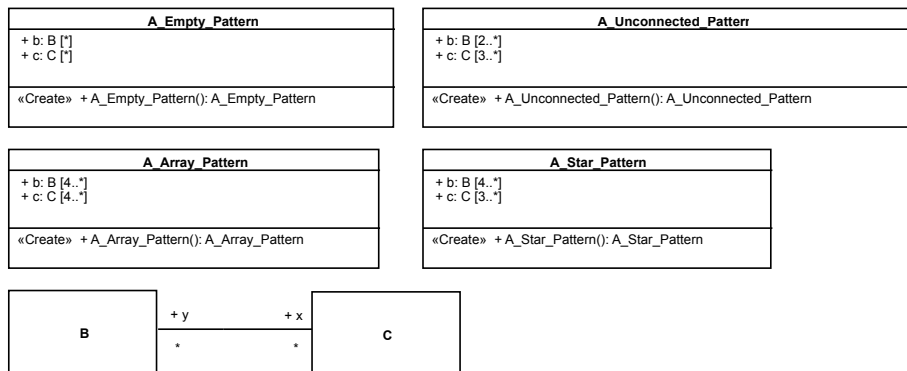 A_Empty_Pattern
+ b: B [*]
+ c: C [*]
«Create» + A_Empty_Pattern(): A_Empty_Pattern
A_Unconnected_Pattern
+ b: B [2..*]
+ c: C [3..*]
«Create» + A_Unconnected_Pattern(): A_Unconnected_Pattern
A_Array_Pattern
+ b: B [4..*]
+ c: C [4..*]
«Create» + A_Array_Pattern(): A_Array_Pattern
A_Star_Pattern
+ b: B [4..*]
+ c: C [3..*]
«Create» + A_Star_Pattern(): A_Star_Pattern
B
+ y
*
+ x
*
C